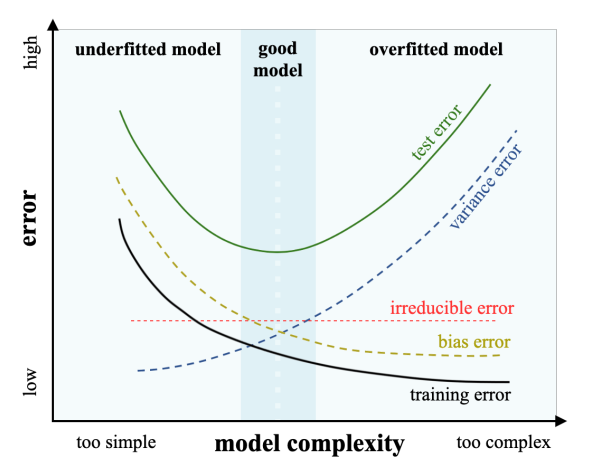 high
underfitted model
good
model
overfitted model
test error
variance error
error
irreducible error
bias error
low
training error
too simple
model complexity
too complex